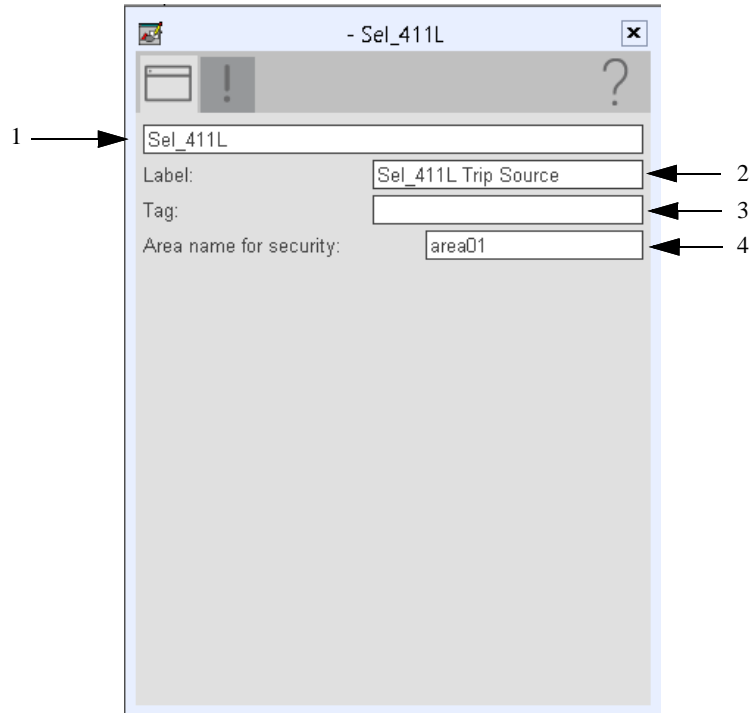 - Sel_411L
!
?
1
Sel_411L
Label:
Sel_411L Trip Source
2
Tag:
3
Area name for security:
area01
4